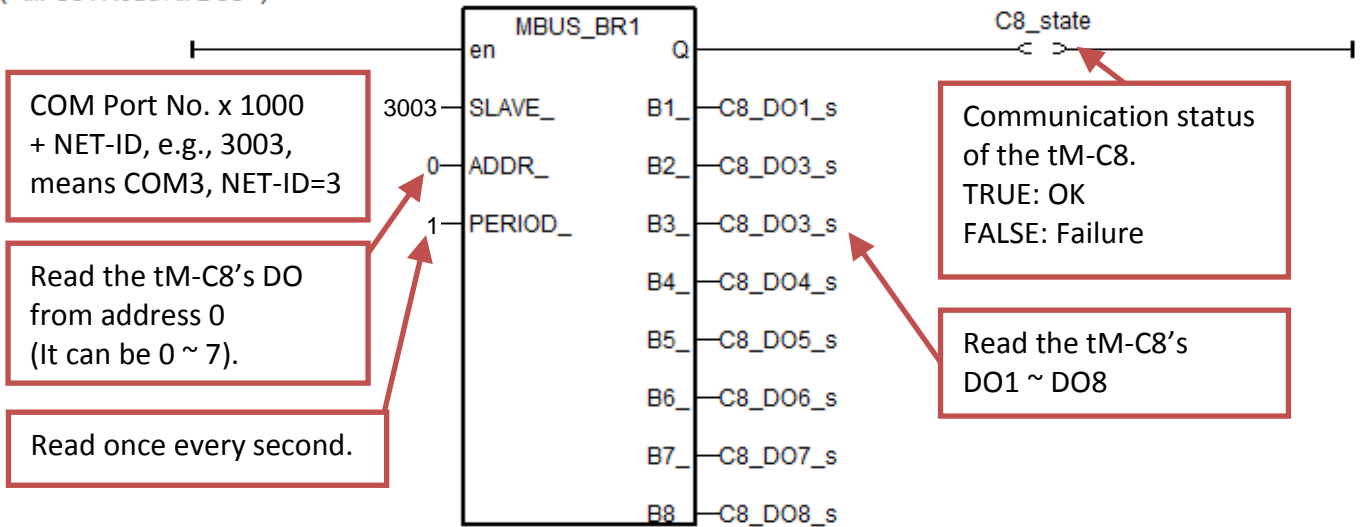 MBUS_BR1
C8_state
en
Q
COM Port No. x 1000
+ NET-ID, e.g., 3003,
means COM3, NET-ID=3
3003
SLAVE_
B1_
C8_DO1_s
Communication status
of the tM-C8.
TRUE: OK
FALSE: Failure
0
ADDR_
B2_
C8_DO3_s
1
PERIOD_
B3_
C8_DO3_s
Read the tM-C8’s DO
from address 0
(It can be 0 ~ 7).
B4_
C8_DO4_s
B5_
C8_DO5_s
Read the tM-C8’s
DO1 ~ DO8
B6_
C8_DO6_s
Read once every second.
B7_
C8_DO7_s
B8_
C8_DO8_s